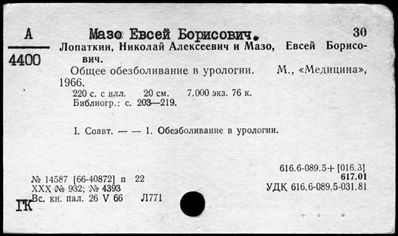 А Мазо Евсей Борисович. 30
4400
Лопаткин, Николай Алексеевич и Мазо, Евсей Борисо-
вич.
Общее обезболивание в урологии. М., «Медицина»,
1966.
220 с. с илл. 20 см. 7.000 экз. 76 к.
Библиогр.: с. 203—219.
I. Соавт. — — 1. Обезболивание в урологии.
616.6-089.5+[016.3]
№ 14587 [66-40872] п 22 617.01
XXX № 932; № 4393 УДК 616.6-089.5-031.81
Вс. кн. пал. 26 V 66 Л771
ГК